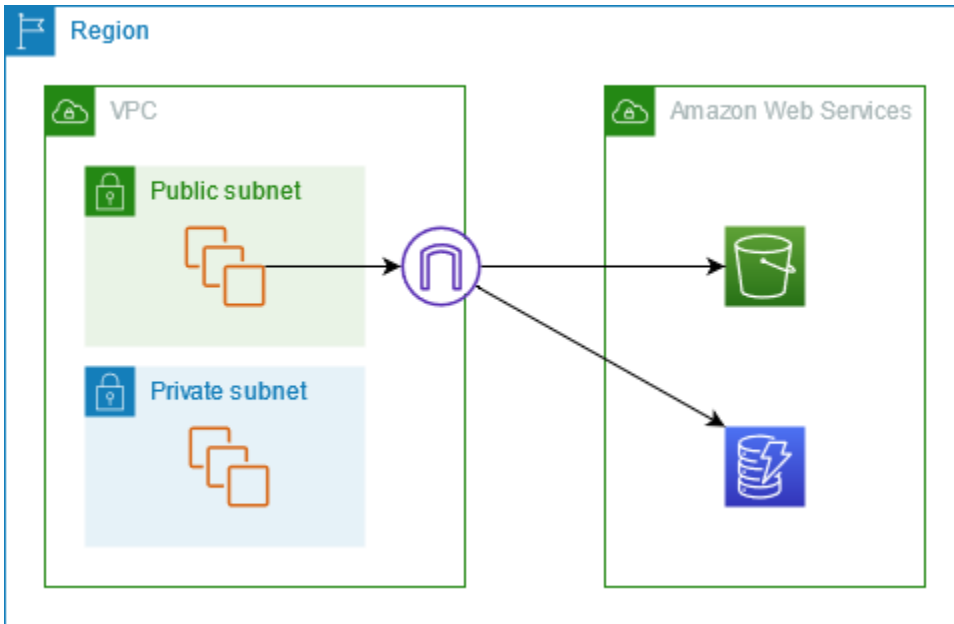 Region
VPC
Amazon Web Services
Public subnet
Private subnet